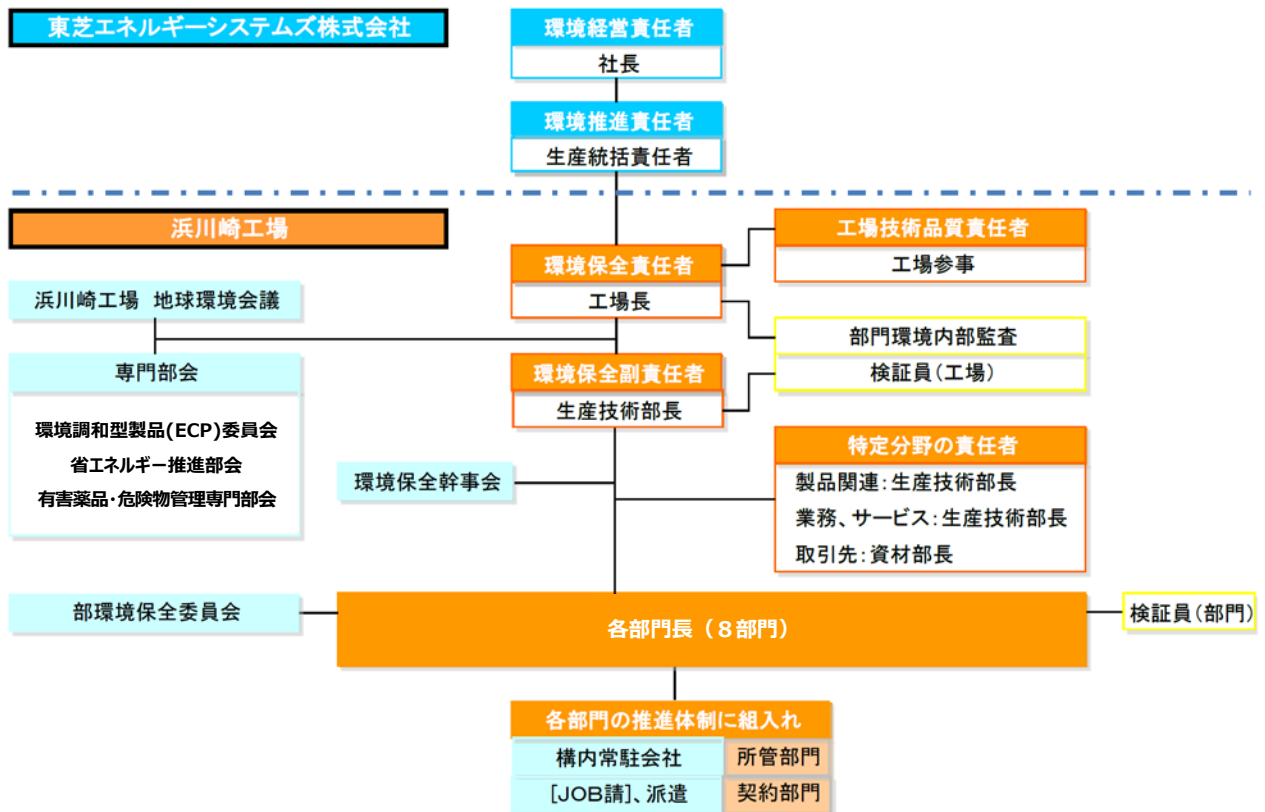 東芝エネルギーシステムズ株式会社
環境経営責任者
社長
環境推進責任者
生産統括責任者
浜川崎工場
工場技術品質責任者
工場参事
環境保全責任者
工場長
浜川崎工場 地球環境会議
部門環境内部監査
検証員(工場)
専門部会
環境調和型製品(ECP)委員会
省エネルギー推進部会
有害薬品・危険物管理専門部会
環境保全副責任者
生産技術部長
特定分野の責任者
製品関連:生産技術部長
業務、サービス:生産技術部長
取引先:資材部長
環境保全幹事会
部環境保全委員会
各部門長(8部門)
検証員(部門)
各部門の推進体制に組入れ
構内常駐会社 所管部門
[JOB請]、派遣 契約部門